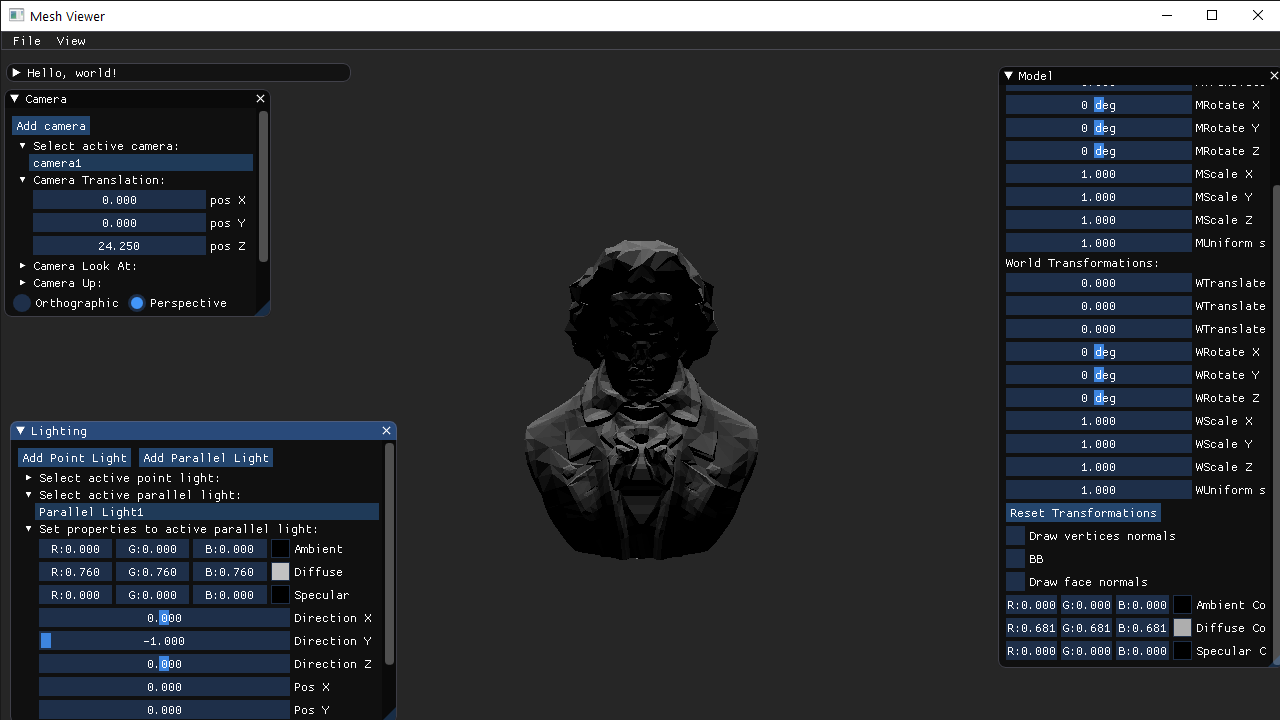 Mesh Viewer
File View
Hello, world!
Camera
Add camera
Select active camera:
camera1
Camera Translation:
0.000 pos X
0.000 pos Y
24.250 pos Z
Camera Look At:
Camera Up:
Orthographic Perspective
Lighting
Add Point Light Add Parallel Light
Select active point light:
Select active parallel light:
Parallel Light1
Set properties to active parallel light:
R:0.000 G:0.000 B:0.000 Ambient
R:0.760 G:0.760 B:0.760 Diffuse
R:0.000 G:0.000 B:0.000 Specular
0.000 Direction X
-1.000 Direction Y
0.000 Direction Z
0.000 Pos X
0.000 Pos Y
Model
0 deg MRotate X
0 deg MRotate Y
0 deg MRotate Z
1.000 MScale X
1.000 MScale Y
1.000 MScale Z
1.000 MUniform s
World Transformations:
0.000 WTranslate
0.000 WTranslate
0.000 WTranslate
0 deg WRotate X
0 deg WRotate Y
0 deg WRotate Z
1.000 WScale X
1.000 WScale Y
1.000 WScale Z
1.000 WUniform s
Reset Transformations
Draw vertices normals
BB
Draw face normals
R:0.000 G:0.000 B:0.000 Ambient Co
R:0.681 G:0.681 B:0.681 Diffuse Co
R:0.000 G:0.000 B:0.000 Specular C